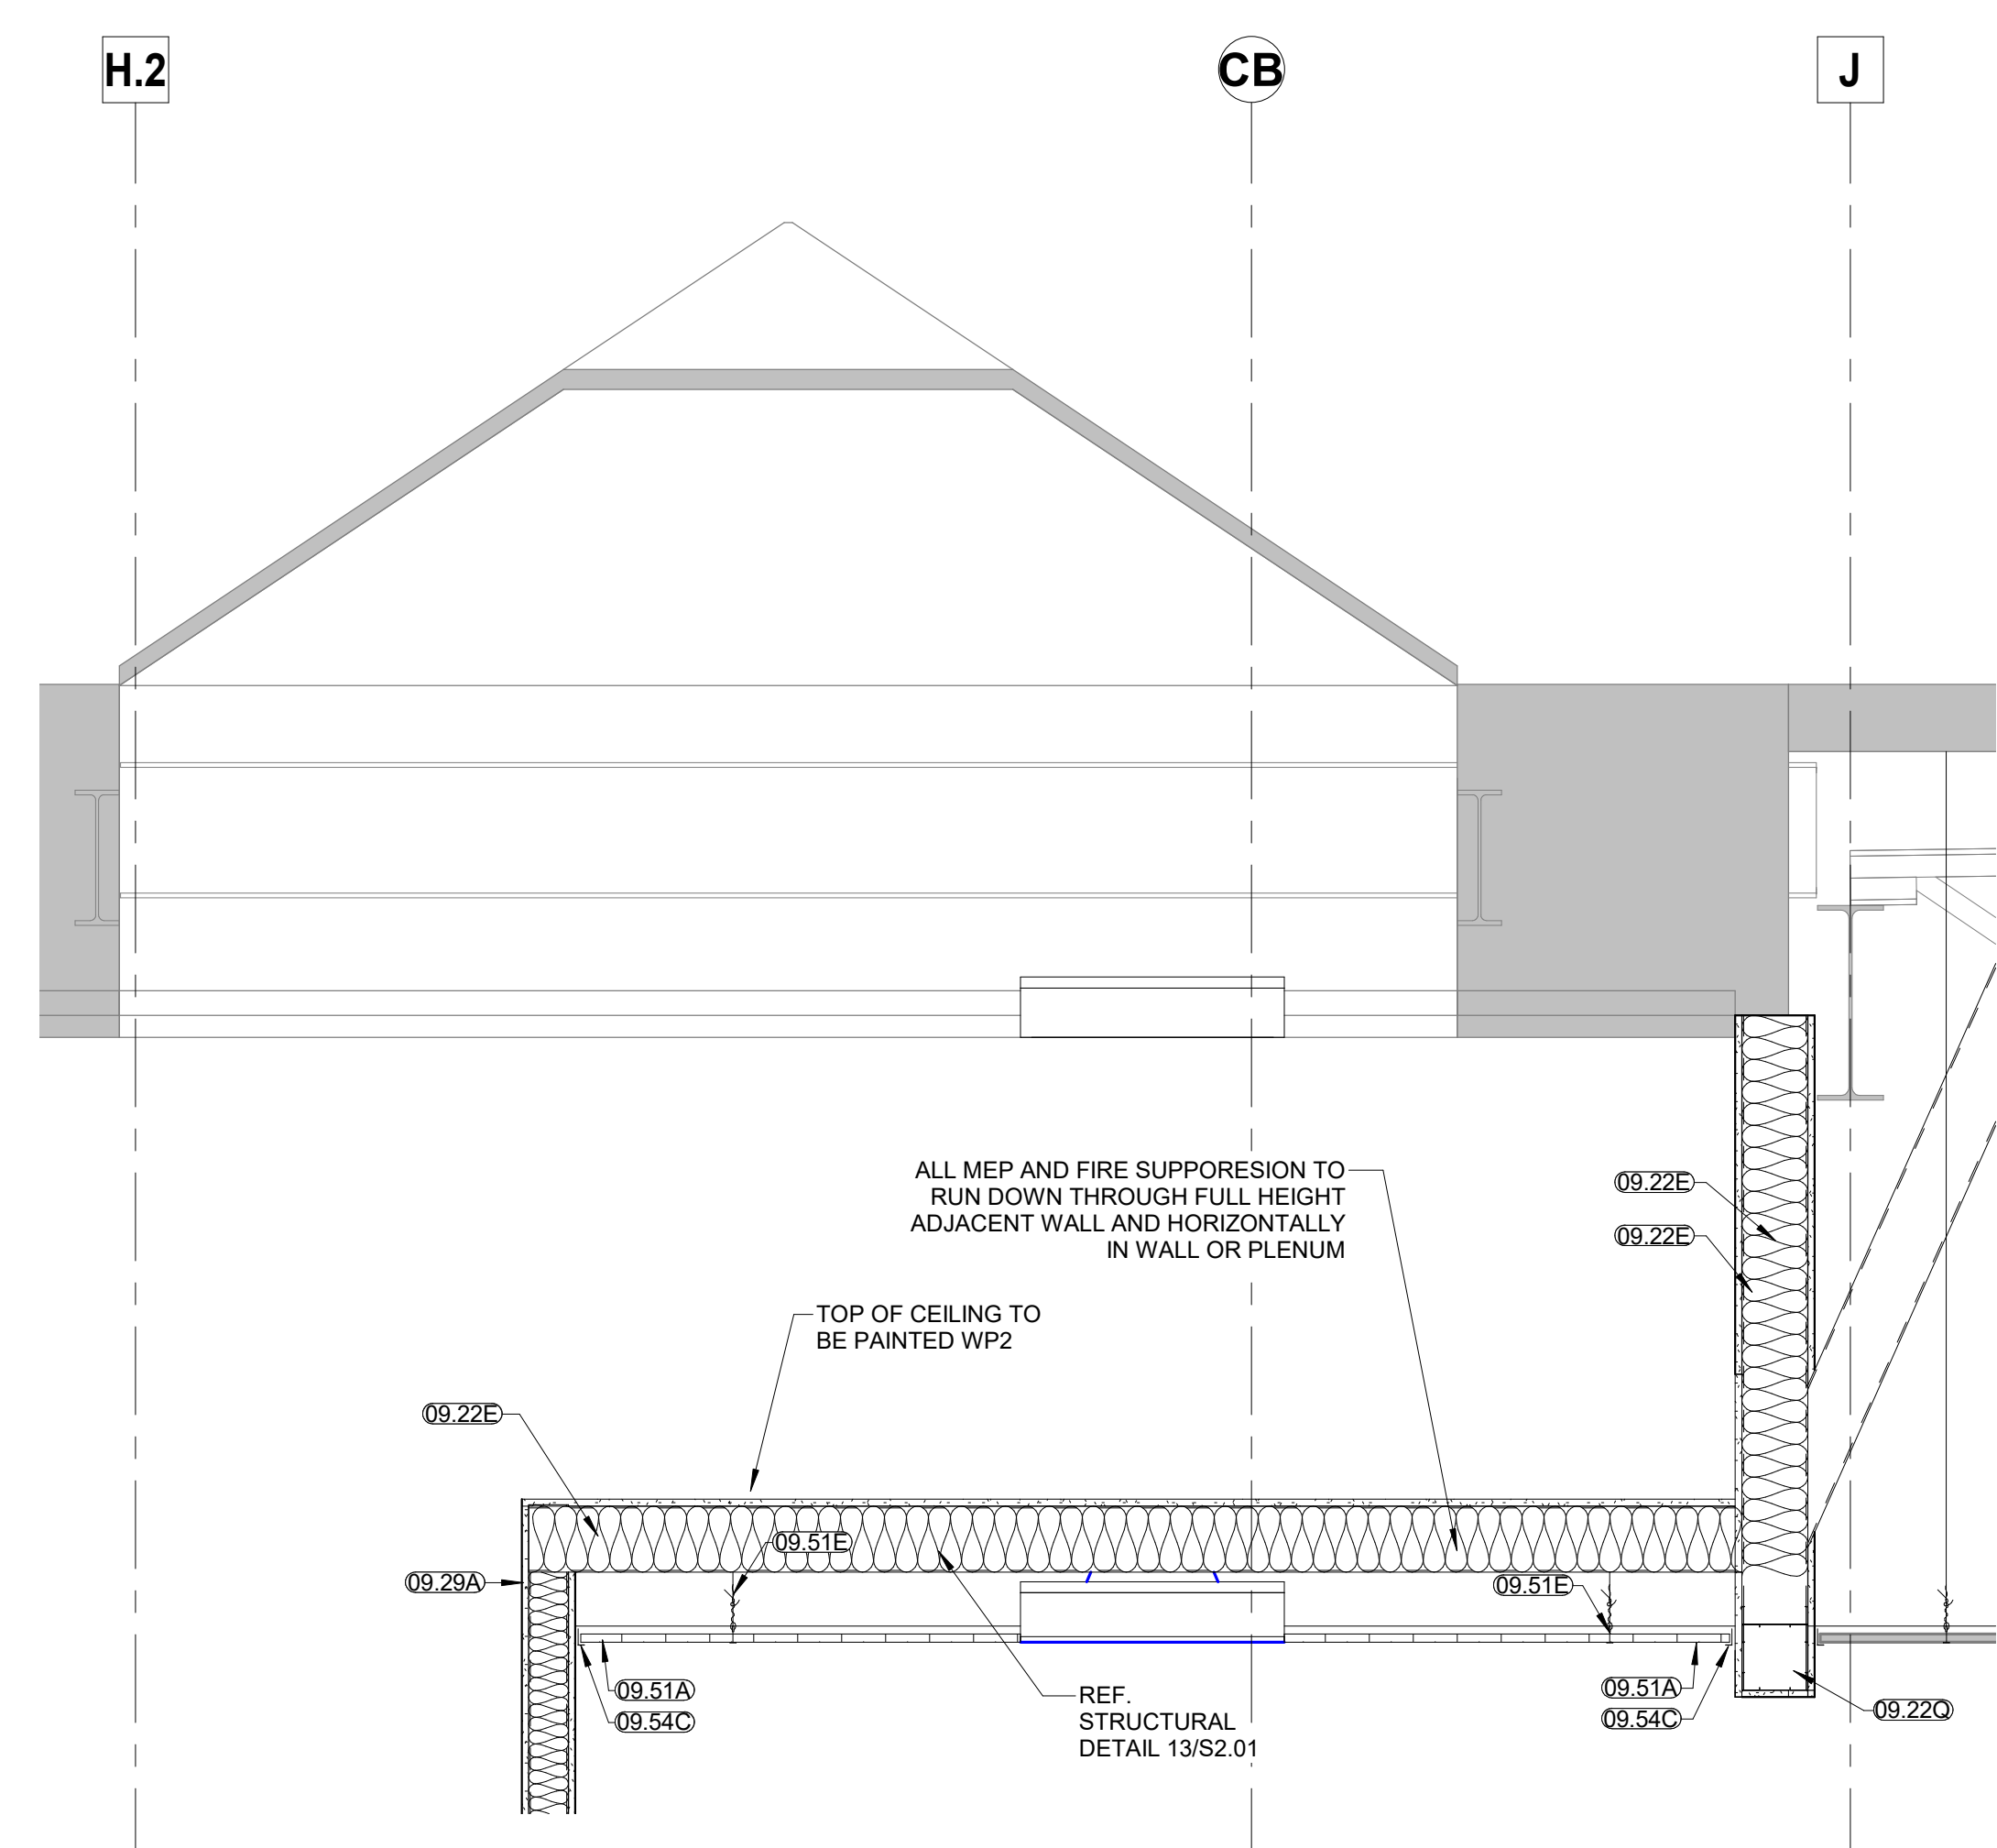 H.2
CB
J
ALL MEP AND FIRE SUPPORESION TO
RUN DOWN THROUGH FULL HEIGHT
ADJACENT WALL AND HORIZONTALLY
IN WALL OR PLENUM
09.22E
09.22E
TOP OF CEILING TO
BE PAINTED WP2
09.22E
09.51E
09.29A
09.51E
09.51A
09.54C
REF.
STRUCTURAL
DETAIL 13/S2.01
09.51A
09.54C
09.22Q